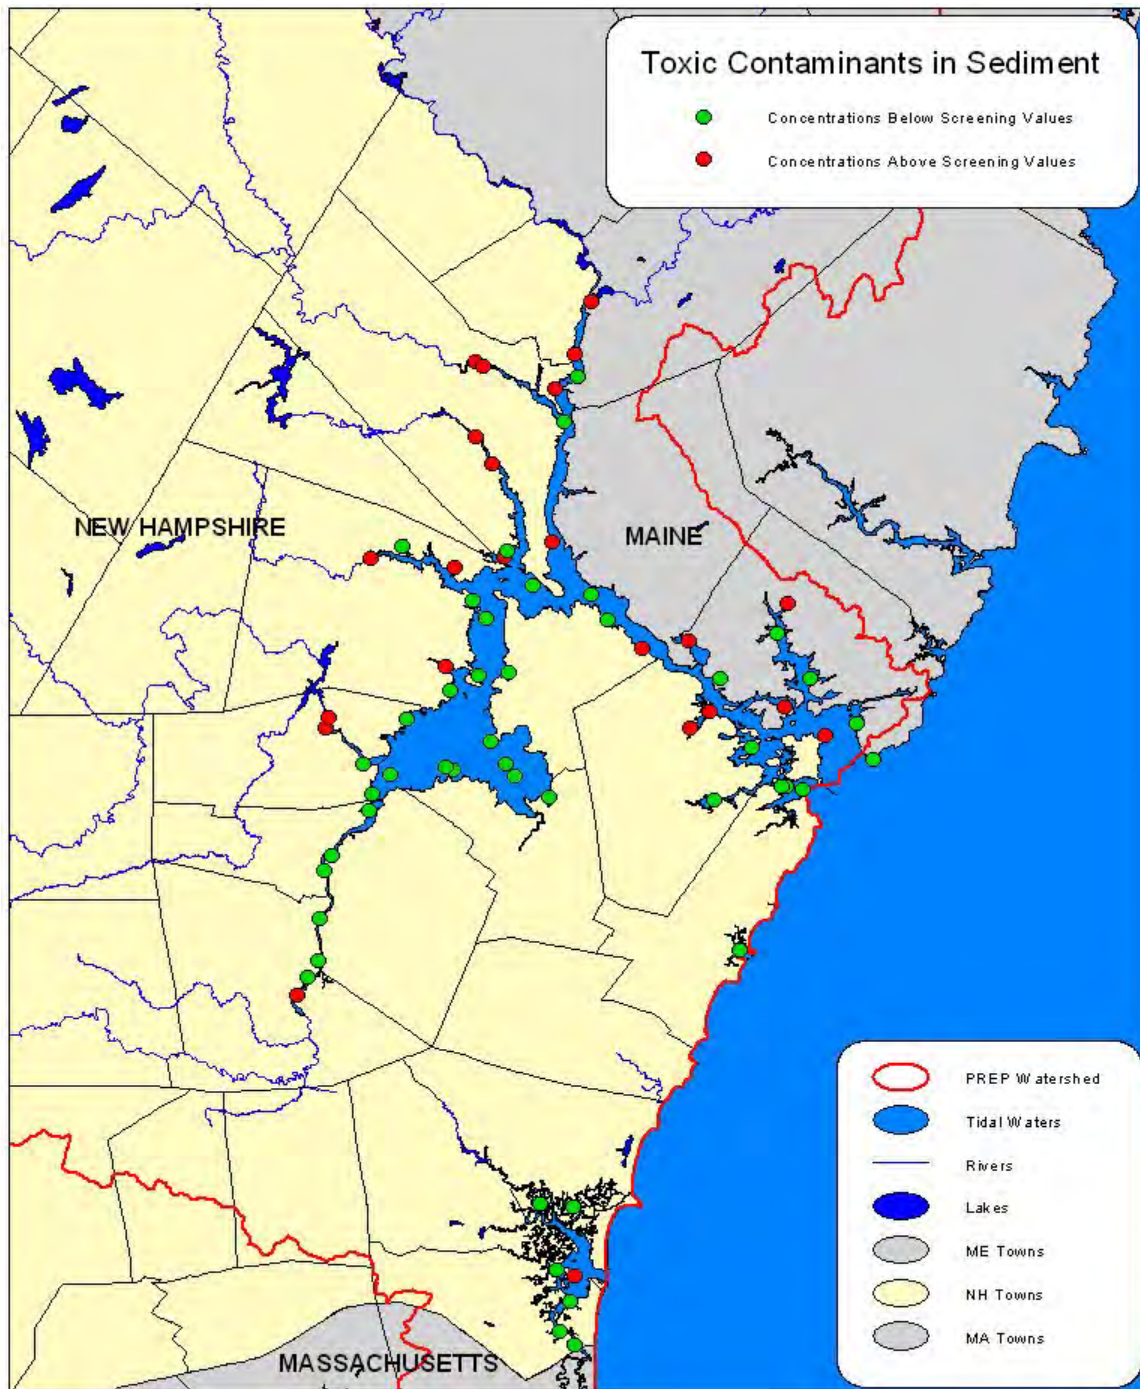 Toxic Contaminants in Sediment
Concentrations Below Screening Values
Concentrations Above Screening Values
NEW HAMPSHIRE
MAINE
PREP Watershed
Tidal Waters
Rivers
Lakes
ME Towns
NH Towns
MA Towns
MASSACHUSETTS